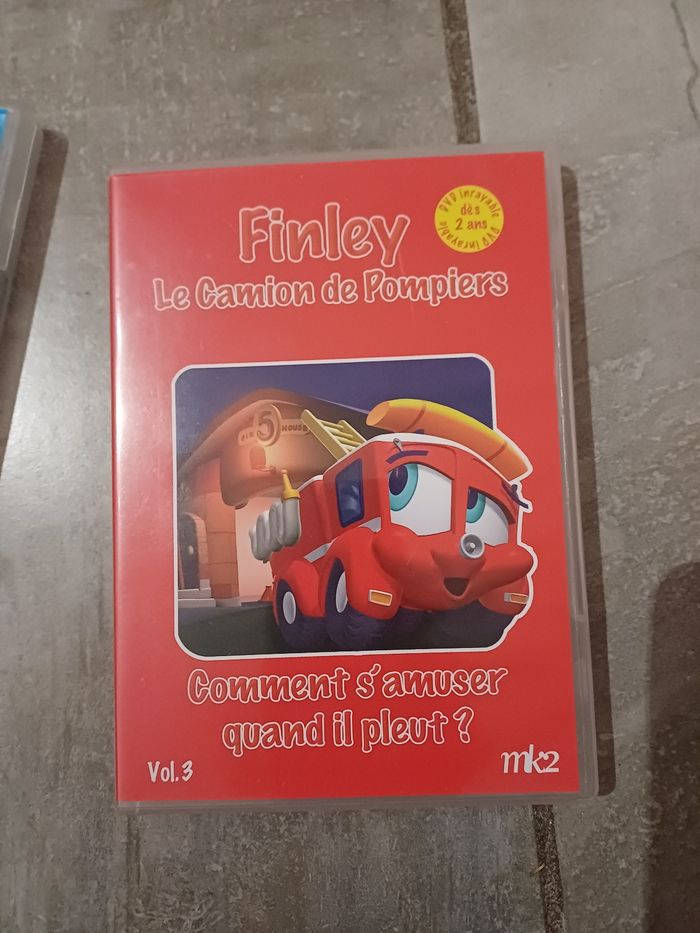 Finley
Le Camion de Pompiers
DVD inrayable
dès
2 ans
DVD inrayable
5
HOUSE
Comment s'amuser
quand il pleut ?
Vol.3
mk2